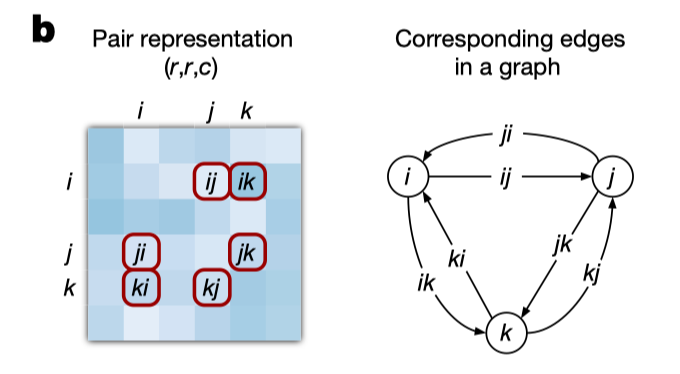 b
Pair representation
(r,r,c)
i j k
i ij ik
j ji jk
k ki kj
Corresponding edges
in a graph
ji
i ij j
ki jk
ik kj
k